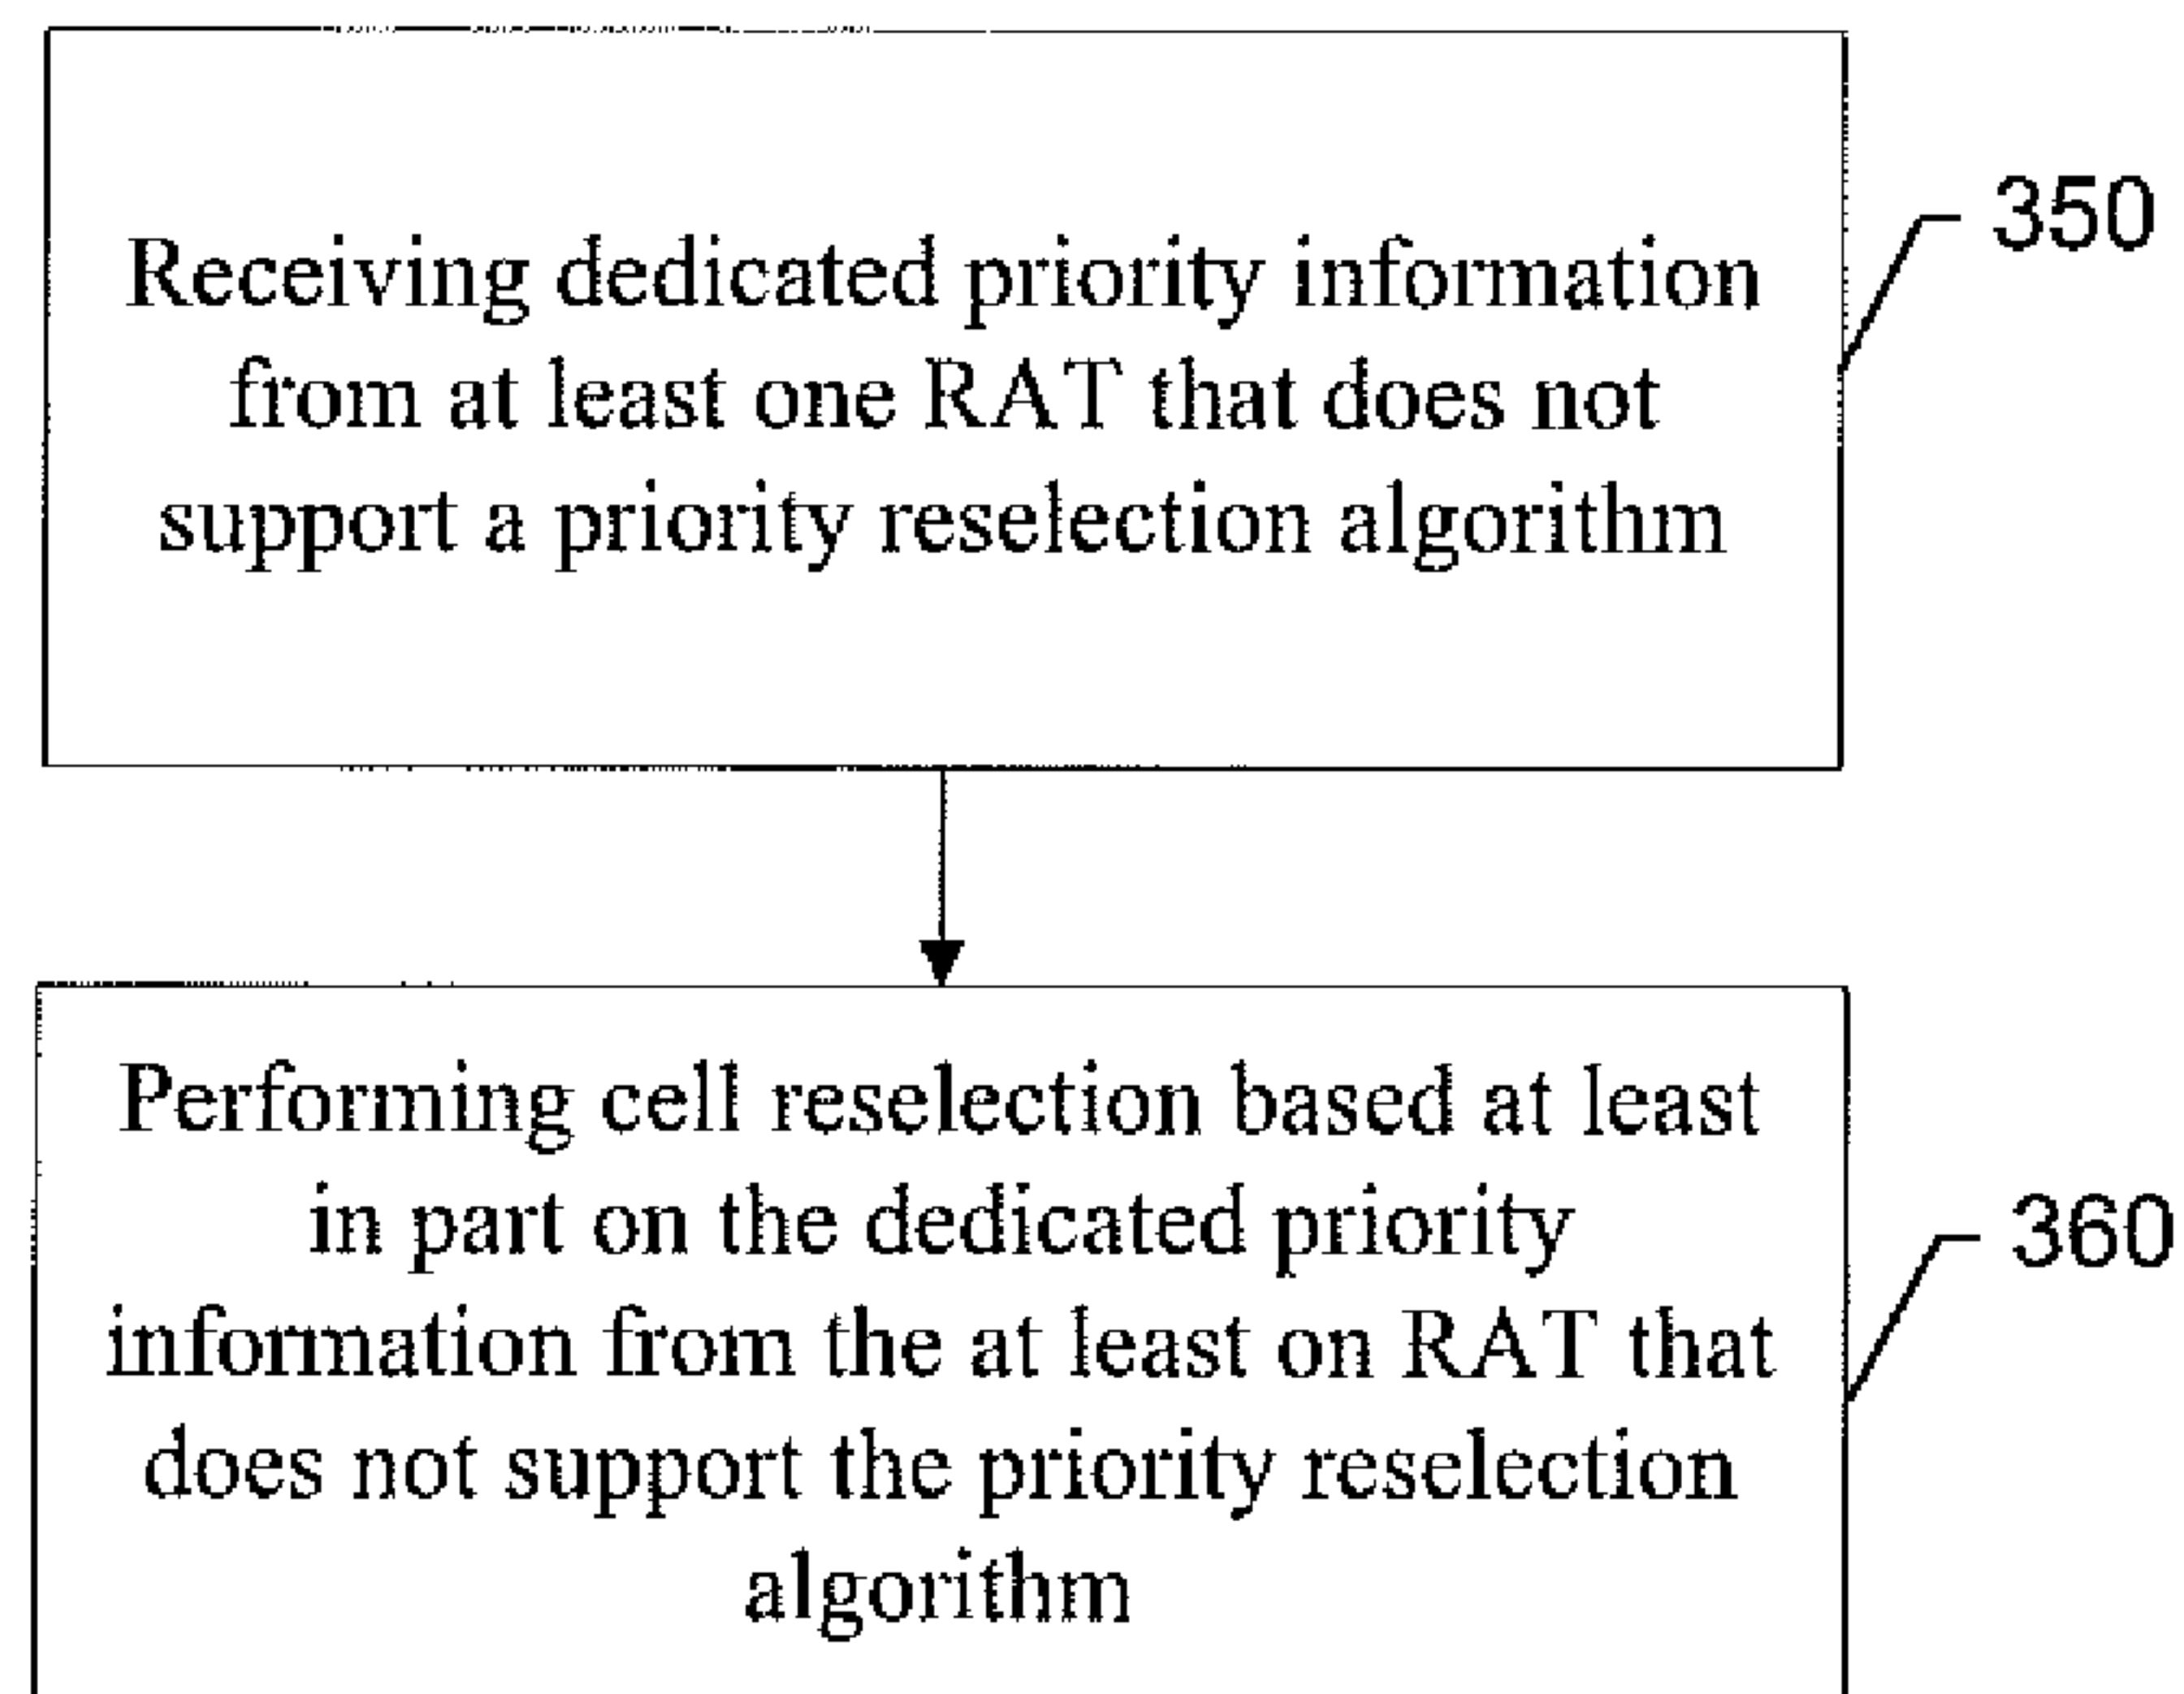 Receiving dedicated priority information
from at least one RAT that does not
support a priority reselection algorithm
350
Performing cell reselection based at least
in part on the dedicated priority
information from the at least on RAT that
does not support the priority reselection
algorithm
360